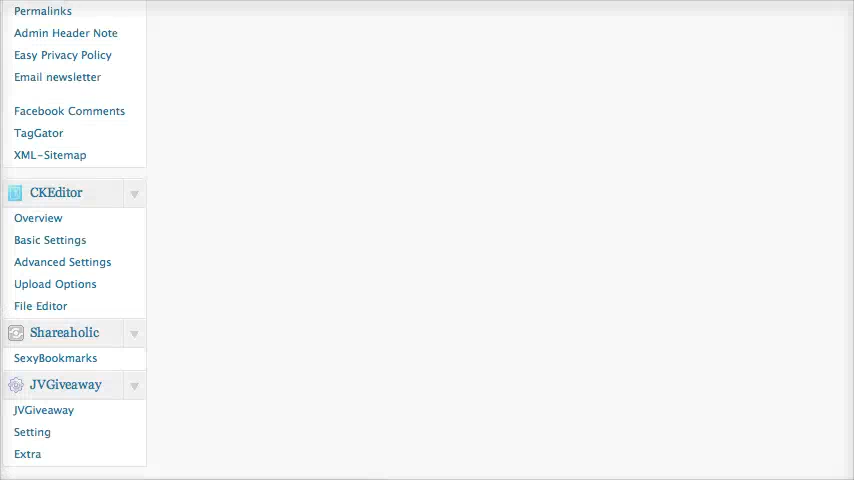 Permalinks
Admin Header Note
Easy Privacy Policy
Email newsletter
Facebook Comments
TagGator
XML-Sitemap
CKEditor
Overview
Basic Settings
Advanced Settings
Upload Options
File Editor
Shareaholic
SexyBookmarks
JVGiveaway
JVGiveaway
Setting
Extra